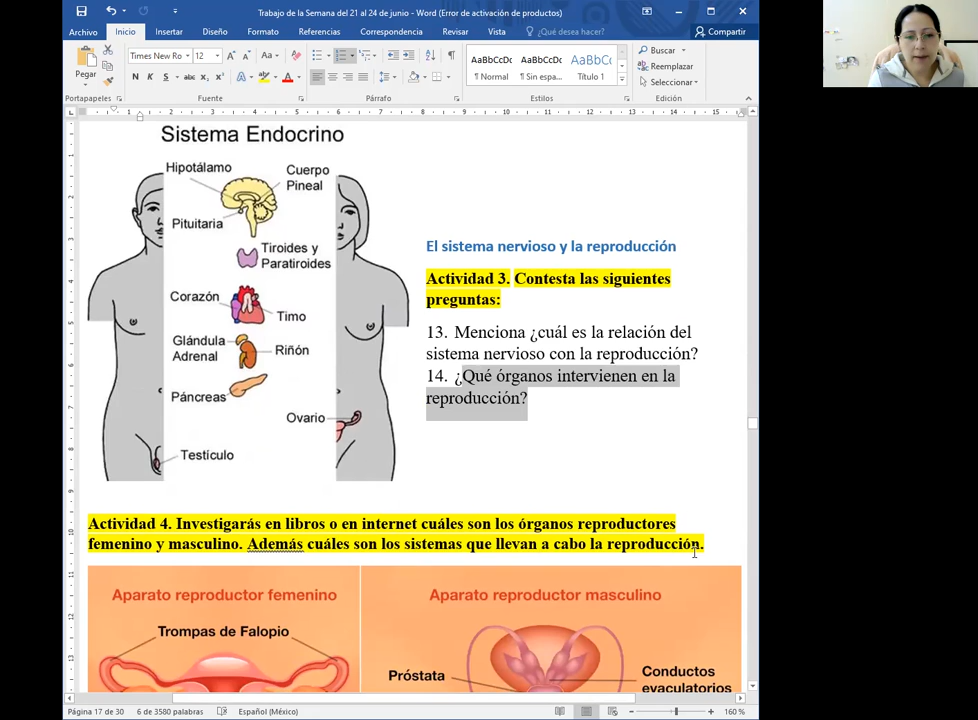 Trabajo de la Semana del 21 al 24 de junio - Word (Error de activación de productos)
Archivo Inicio Insertar Diseño Formato Referencias Correspondencia Revisar Vista ¿Qué desea hacer? Compartir
Pegar
Times New Ro 12
N K S abc x₂ x²
AaBbCcDc AaBbCcDc AaBbCc
¶ Normal ¶ Sin espa... Título 1
Buscar
Reemplazar
Seleccionar
Portapapeles Fuente Párrafo Estilos Edición
Sistema Endocrino
Hipotálamo
Cuerpo
Pineal
Pituitaria
Tiroides y
Paratiroides
Corazón
Timo
Glándula
Adrenal
Riñón
Páncreas
Ovario
Testículo
El sistema nervioso y la reproducción
Actividad 3. Contesta las siguientes
preguntas:
13. Menciona ¿cuál es la relación del
sistema nervioso con la reproducción?
14. ¿Qué órganos intervienen en la
reproducción?
Actividad 4. Investigarás en libros o en internet cuáles son los órganos reproductores
femenino y masculino. Además cuáles son los sistemas que llevan a cabo la reproducción.
Aparato reproductor femenino
Trompas de Falopio
Aparato reproductor masculino
Próstata
Conductos
evaculatorios
Página 17 de 30 6 de 3580 palabras Español (México) 160 %